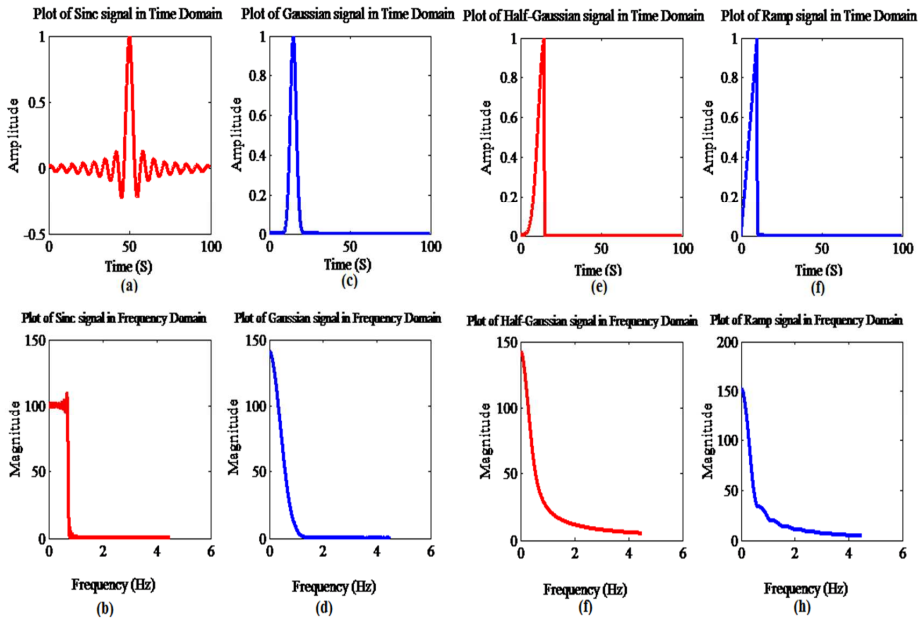 Plot of Sinc signal in Time Domain
Amplitude
1
0.5
0
-0.5
0
50
100
Time (S)
(a)
Plot of Gaussian signal in Time Domain
Amplitude
1
0.8
0.6
0.4
0.2
0
0
50
100
Time (S)
(c)
Plot of Half-Gaussian signal in Time Domain
Amplitude
1
0.8
0.6
0.4
0.2
0
0
50
100
Time (S)
(e)
Plot of Ramp signal in Time Domain
Amplitude
1
0.8
0.6
0.4
0.2
0
0
50
100
Time (S)
(f)
Plot of Sinc signal in Frequency Domain
Magnitude
150
100
50
0
0
2
4
6
Frequency (Hz)
(b)
Plot of Gaussian signal in Frequency Domain
Magnitude
150
100
50
0
0
2
4
6
Frequency (Hz)
(d)
Plot of Half-Gaussian signal in Frequency Domain
Magnitude
150
100
50
0
0
2
4
6
Frequency (Hz)
(f)
Plot of Ramp signal in Frequency Domain
Magnitude
200
150
100
50
0
0
2
4
6
Frequency (Hz)
(h)